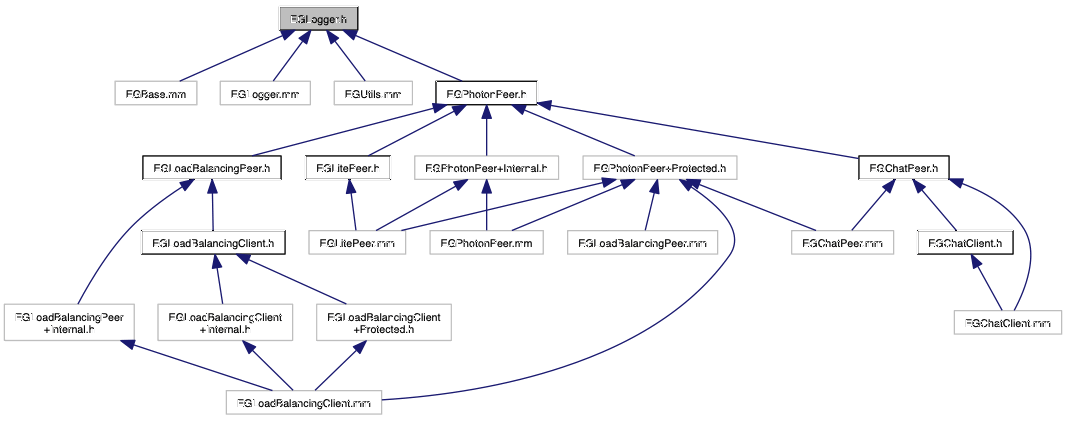 EGLogger.h
EGBase.mm
EGLogger.mm
EGUtils.mm
EGPhotonPeer.h
EGLoadBalancingPeer.h
EGLitePeer.h
EGPhotonPeer+Internal.h
EGPhotonPeer+Protected.h
EGChatPeer.h
EGLoadBalancingClient.h
EGLitePeer.mm
EGPhotonPeer.mm
EGLoadBalancingPeer.mm
EGChatPeer.mm
EGChatClient.h
EGLoadBalancingPeer
+Internal.h
EGLoadBalancingClient
+Internal.h
EGLoadBalancingClient
+Protected.h
EGChatClient.mm
EGLoadBalancingClient.mm